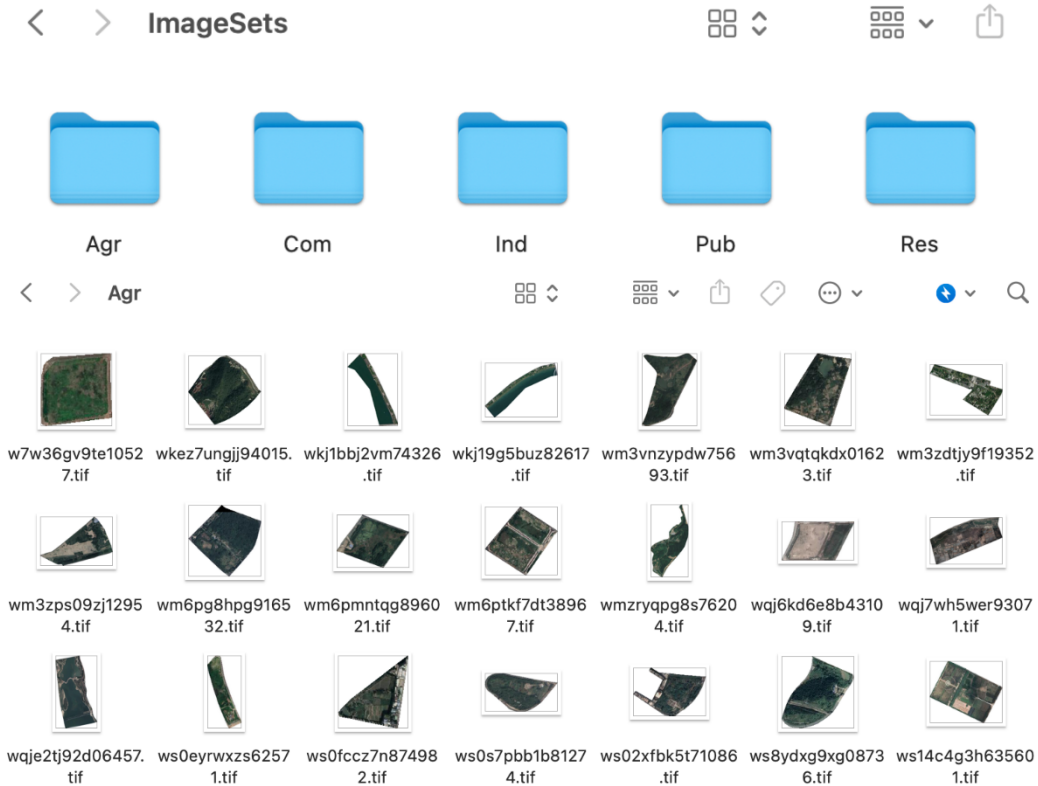 ImageSets
Agr Com Ind Pub Res
Agr
w7w36gv9te1052 wkez7ungjj94015. wkj1bbj2vm74326 wkj19g5buz82617 wm3vnzypdw756 wm3vqtqkdx0162 wm3zdtjy9f19352
7.tif tif .tif .tif 93.tif 3.tif .tif
wm3zps09zj1295 wm6pg8hpg9165 wm6pmntqg8960 wm6ptkf7dt3896 wmzryqpg8s7620 wqj6kd6e8b4310 wqj7wh5wer9307
4.tif 32.tif 21.tif 7.tif 4.tif 9.tif 1.tif
wqje2tj92d06457. ws0eyrwxzs6257 ws0fccz7n87498 ws0s7pbb1b8127 ws02xfbk5t71086 ws8ydxg9xg0873 ws14c4g3h63560
tif 1.tif 2.tif 4.tif .tif 6.tif 1.tif